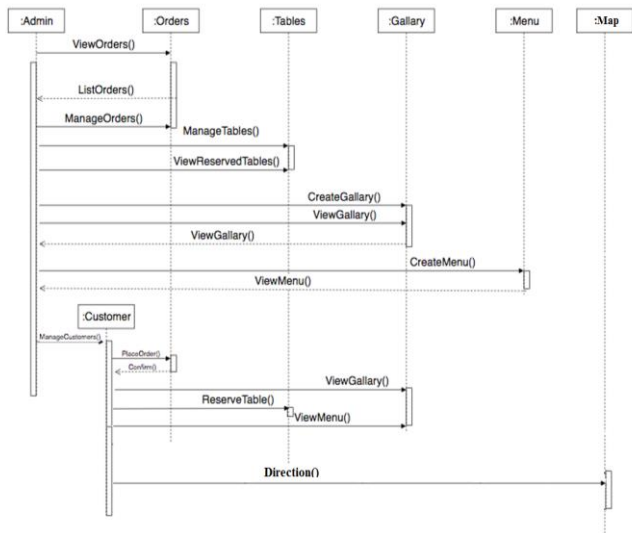 :Admin
:Orders
:Tables
:Gallary
:Menu
:Map
ViewOrders()
ListOrders()
ManageOrders()
ManageTables()
ViewReservedTables()
CreateGallary()
ViewGallary()
ViewGallary()
CreateMenu()
ViewMenu()
:Customer
ManageCustomers()
PlaceOrder()
Confirm()
ViewGallary()
ReserveTable()
ViewMenu()
Direction()